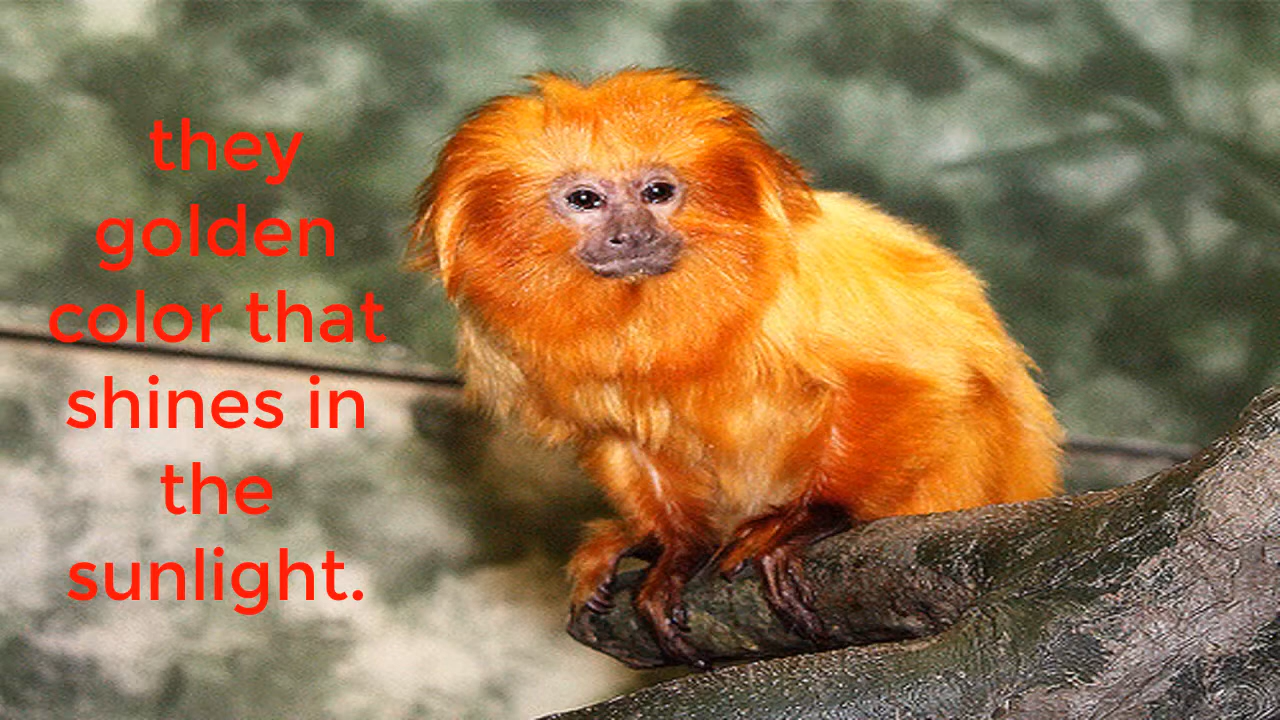 they
golden
color that
shines in
the
sunlight.